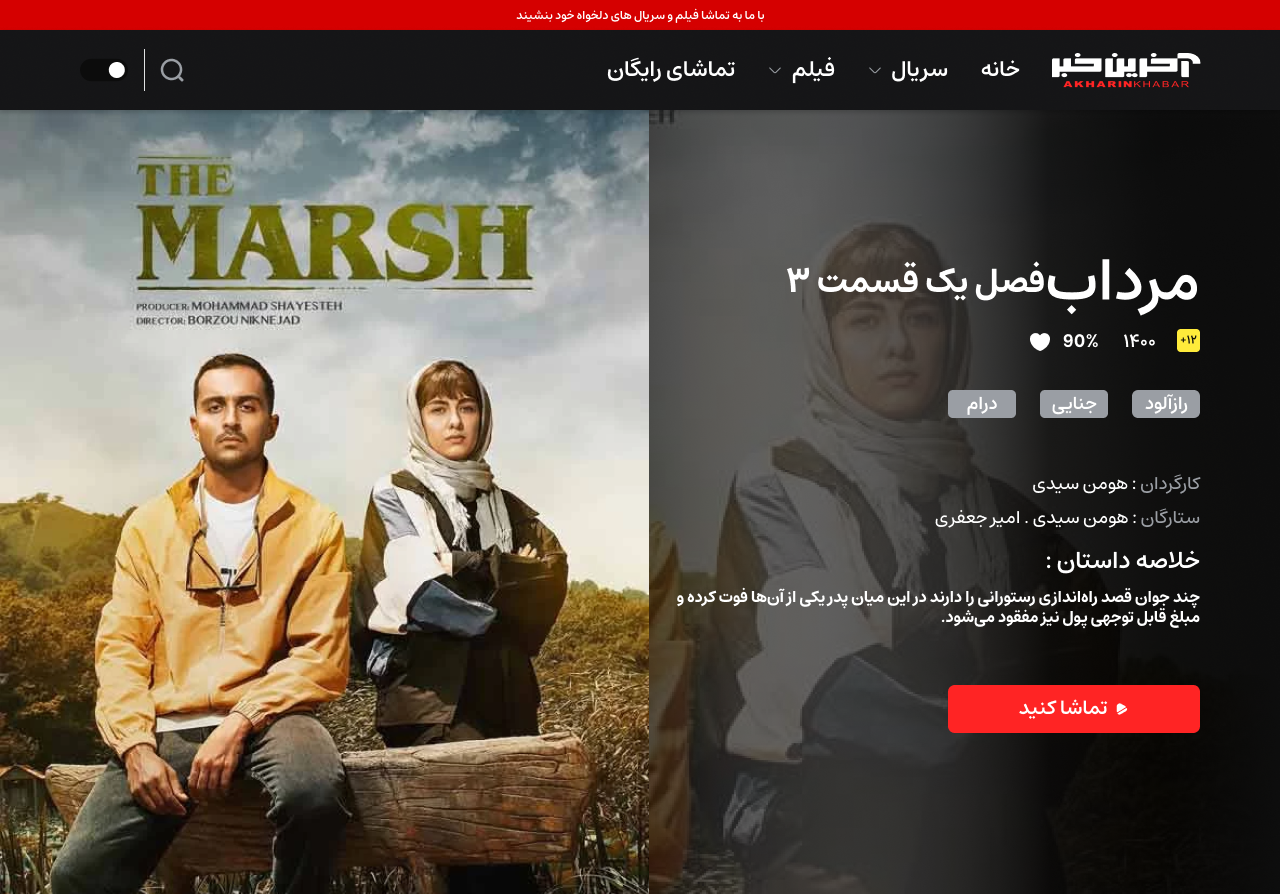 با ما به تماشا فیلم و سریال های دلخواه خود بنشیند
آخرین خبر
AKHARINKHABAR
خانه
سریال
فیلم
تماشای رایگان
THE
MARSH
PRODUCER: MOHAMMAD SHAYESTEH
DIRECTOR: BORZOU NIKNEJAD
مرداب فصل یک قسمت ۳
+۱۲ ۱۴۰۰ 90%
رازآلود
جنایی
درام
کارگردان : هومن سیدی
ستارگان : هومن سیدی . امیر جعفری
خلاصه داستان :
چند جوان قصد راه‌اندازی رستورانی را دارند در این میان پدر یکی از آن‌ها فوت کرده و
مبلغ قابل توجهی پول نیز مفقود می‌شود.
تماشا کنید